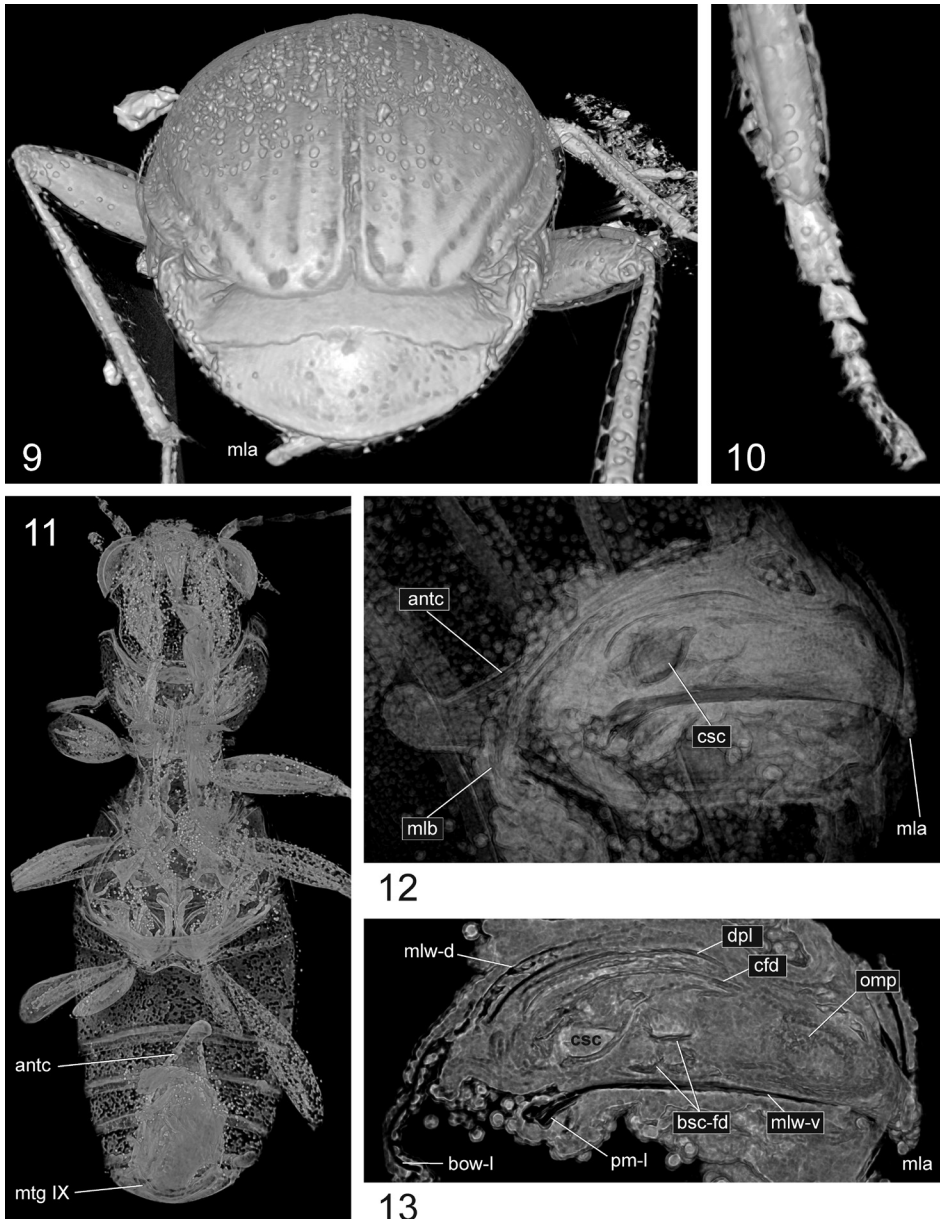 9
mla
10
11
antc
mtg IX
antc
csc
mlb
mla
12
mlw-d
dpl
cfd
omp
csc
bsc-fd
mlw-v
bow-l
pm-l
mla
13